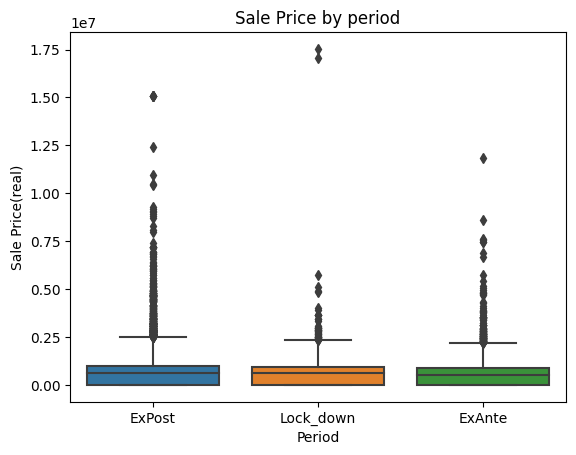 Sale Price by period
1e7
1.75
1.50
1.25
1.00
0.75
0.50
0.25
0.00
Sale Price(real)
ExPost Lock_down ExAnte
Period